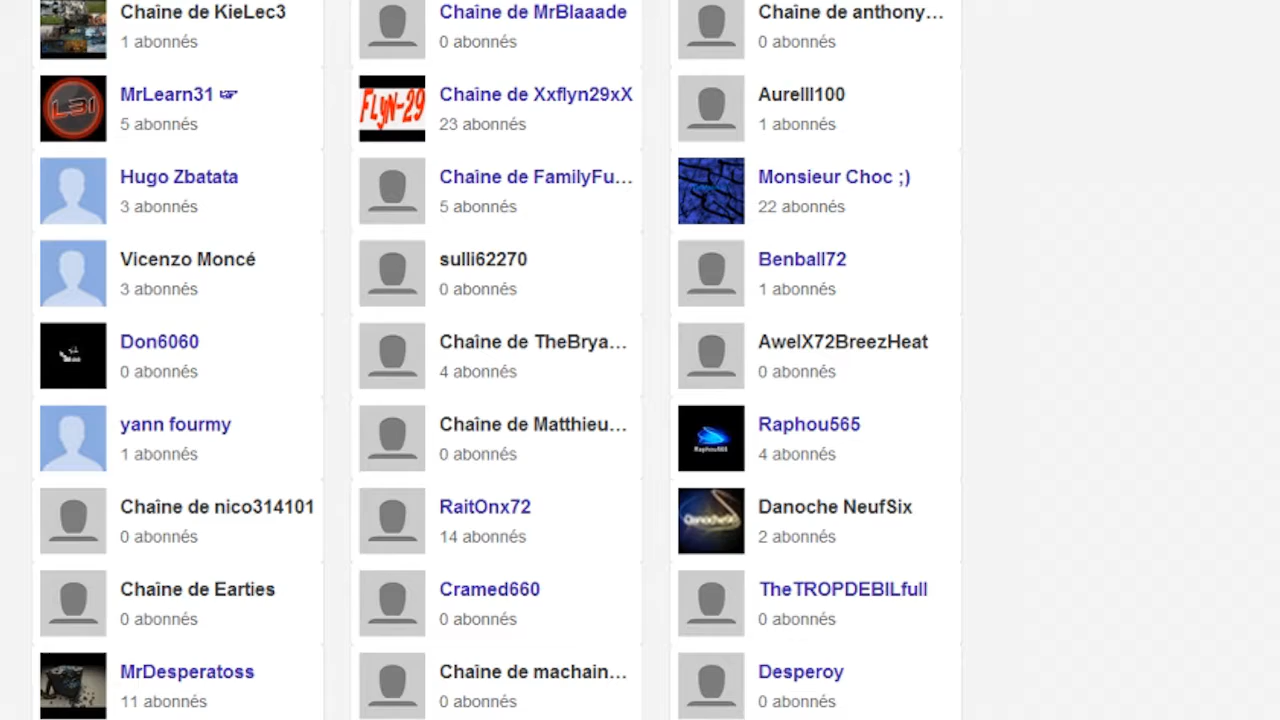 Chaîne de KieLec3
1 abonnés
Chaîne de MrBlaaade
0 abonnés
Chaîne de anthony...
0 abonnés
L31
MrLearn31 ☞
5 abonnés
FLYN-29
Chaîne de Xxflyn29xX
23 abonnés
Aurelll100
1 abonnés
Hugo Zbatata
3 abonnés
Chaîne de FamilyFu...
5 abonnés
Monsieur Choc ;)
22 abonnés
Vicenzo Moncé
3 abonnés
sulli62270
0 abonnés
Benball72
1 abonnés
Don6060
0 abonnés
Chaîne de TheBrya...
4 abonnés
AwelX72BreezHeat
0 abonnés
yann fourmy
1 abonnés
Chaîne de Matthieu...
0 abonnés
Raphou565
Raphou565
4 abonnés
Chaîne de nico314101
0 abonnés
RaitOnx72
14 abonnés
Danoche NeufSix
2 abonnés
Chaîne de Earties
0 abonnés
Cramed660
0 abonnés
TheTROPDEBILfull
0 abonnés
MrDesperatoss
11 abonnés
Chaîne de machain...
0 abonnés
Desperoy
0 abonnés